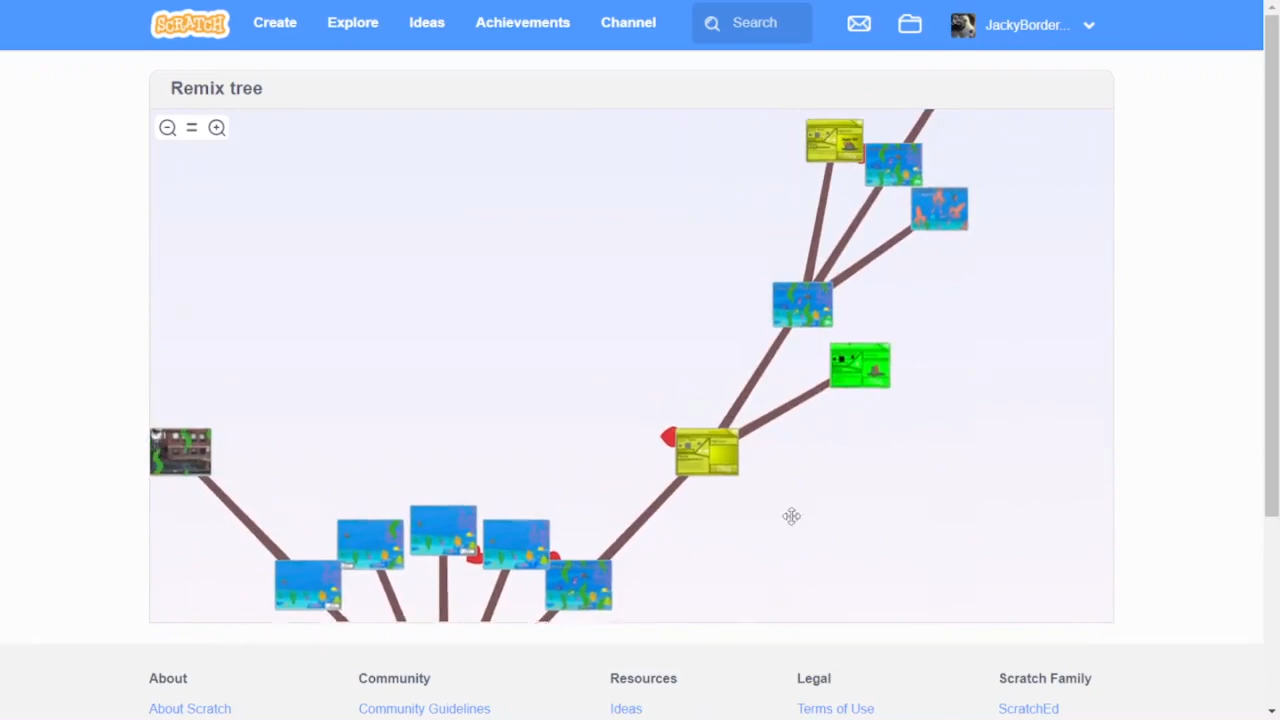 SCRATCH
Create
Explore
Ideas
Achievements
Channel
Search
JackyBorder...
Remix tree
About
Community
Resources
Legal
Scratch Family
About Scratch
Community Guidelines
Ideas
Terms of Use
ScratchEd